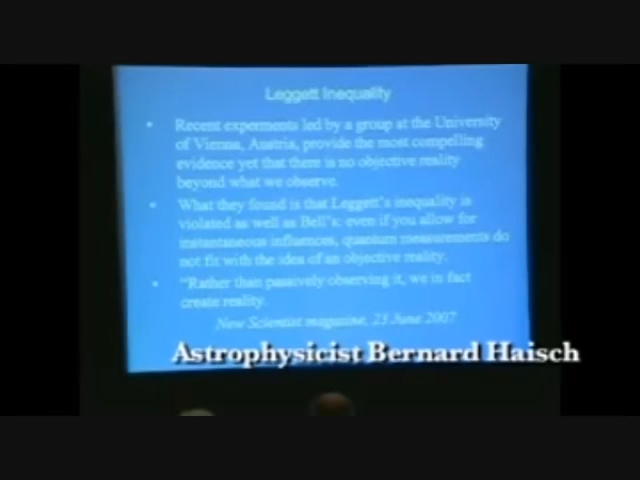 Leggett Inequality
• Recent experments led by a group at the University
of Vienna, Austria, provide the most compelling
evidence yet that there is no objective reality
beyond what we observe.
• What they found is that Leggett's inequality is
violated as well as Bell's: even if you allow for
instantaneous influences, quantum measurements do
not fit with the idea of an objective reality.
• "Rather than passively observing it, we in fact
create reality.
New Scientist magazine, 23 June 2007
Astrophysicist Bernard Haisch